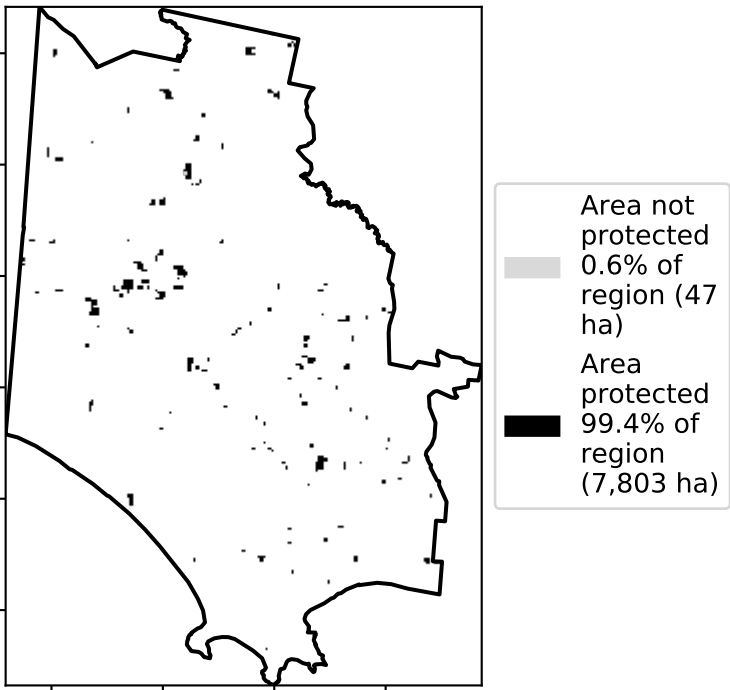 Area not
protected
0.6% of
region (47
ha)
Area
protected
99.4% of
region
(7,803 ha)